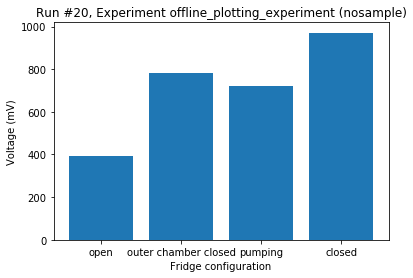 Run #20, Experiment offline_plotting_experiment (nosample)
1000
800
600
400
200
0
Voltage (mV)
open outer chamber closed pumping closed
Fridge configuration